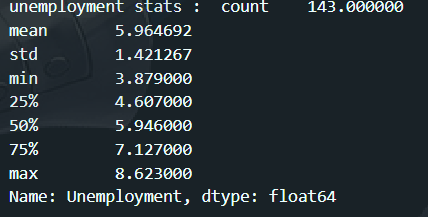 unemployment stats :  count    143.000000
mean       5.964692
std        1.421267
min        3.879000
25%        4.607000
50%        5.946000
75%        7.127000
max        8.623000
Name: Unemployment, dtype: float64